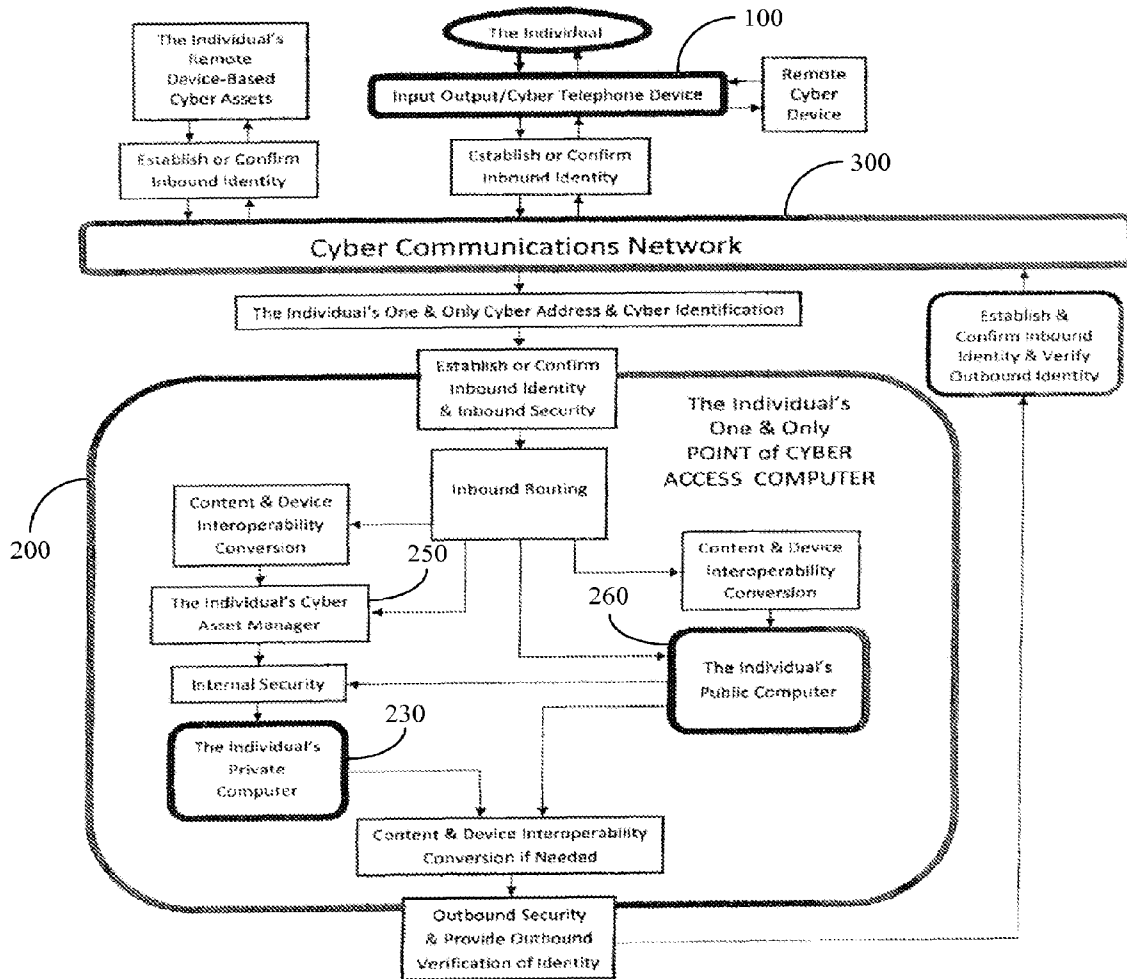 100
The Individual's
Remote
Device-Based
Cyber Assets
The Individual
Input Output/Cyber Telephone Device
Remote
Cyber
Device
Establish or Confirm
Inbound Identity
Establish or Confirm
Inbound Identity
300
Cyber Communications Network
The Individual's One & Only Cyber Address & Cyber Identification
Establish &
Confirm Inbound
Identity & Verify
Outbound Identity
Establish or Confirm
Inbound Identity
& Inbound Security
The Individual's
One & Only
POINT of CYBER
ACCESS COMPUTER
200
Inbound Routing
Content & Device
Interoperability
Conversion
250
Content & Device
Interoperability
Conversion
The Individual's Cyber
Asset Manager
260
Internal Security
The Individual's
Public Computer
230
The Individual's
Private
Computer
Content & Device Interoperability
Conversion if Needed
Outbound Security
& Provide Outbound
Verification of Identity